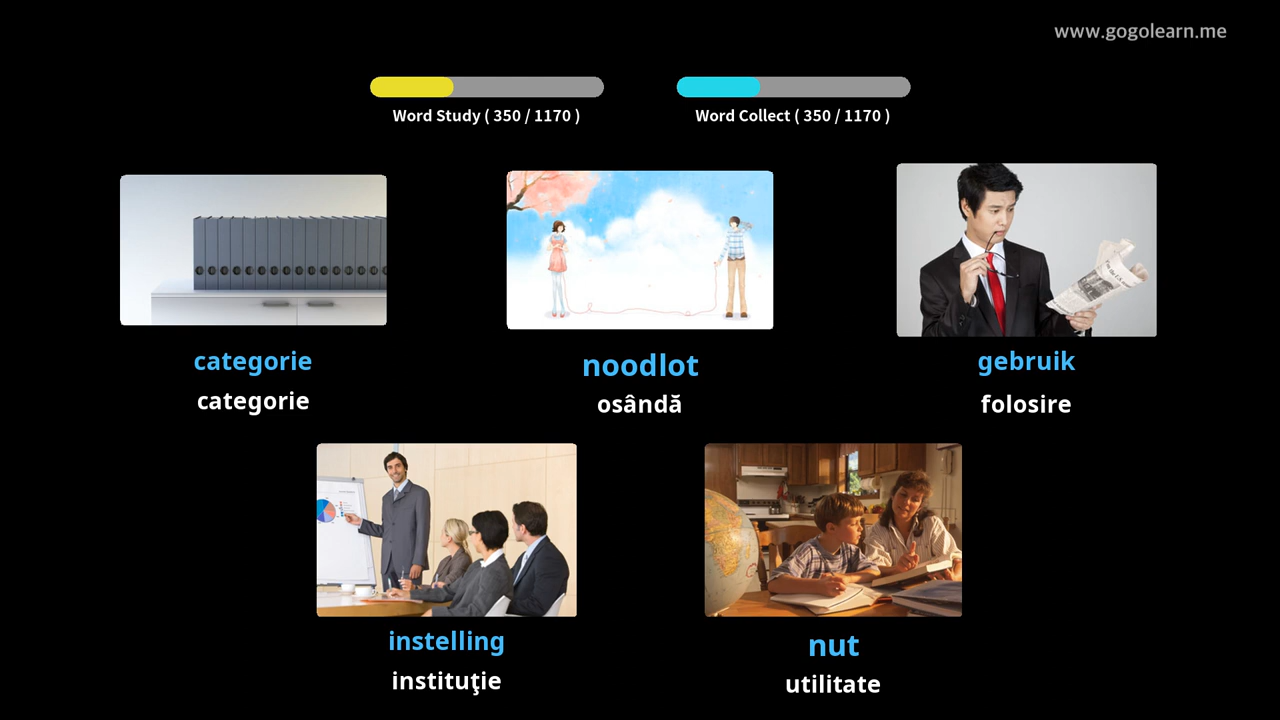 www.gogolearn.me
Word Study ( 350 / 1170 )
Word Collect ( 350 / 1170 )
categorie
categorie
noodlot
osândă
gebruik
folosire
instelling
instituţie
nut
utilitate